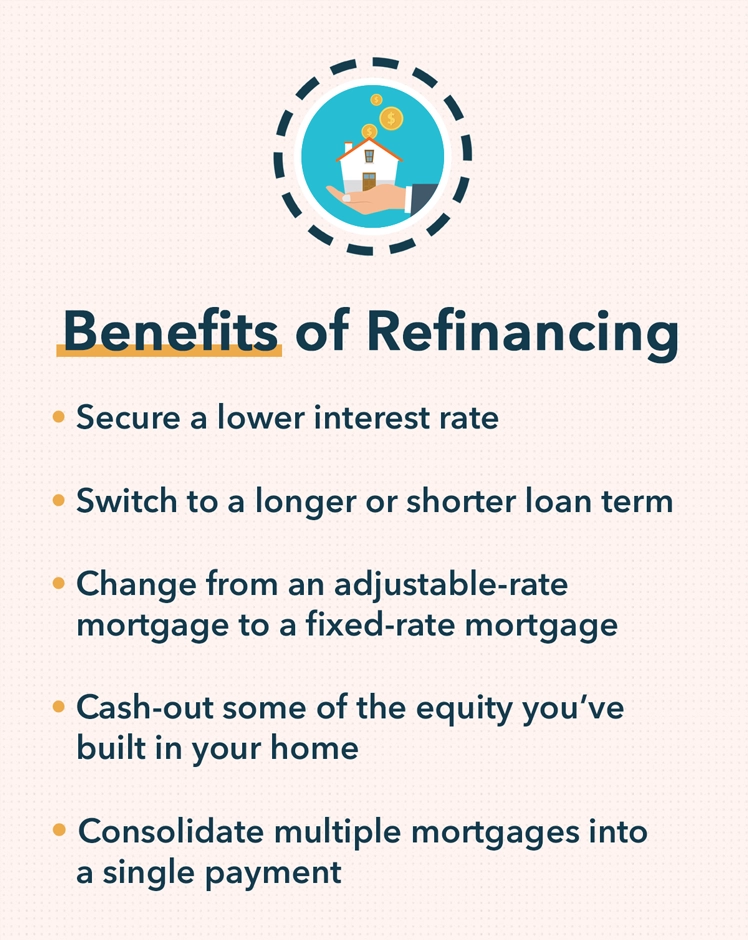 Benefits of Refinancing
• Secure a lower interest rate
• Switch to a longer or shorter loan term
• Change from an adjustable-rate
mortgage to a fixed-rate mortgage
• Cash-out some of the equity you’ve
built in your home
• Consolidate multiple mortgages into
a single payment